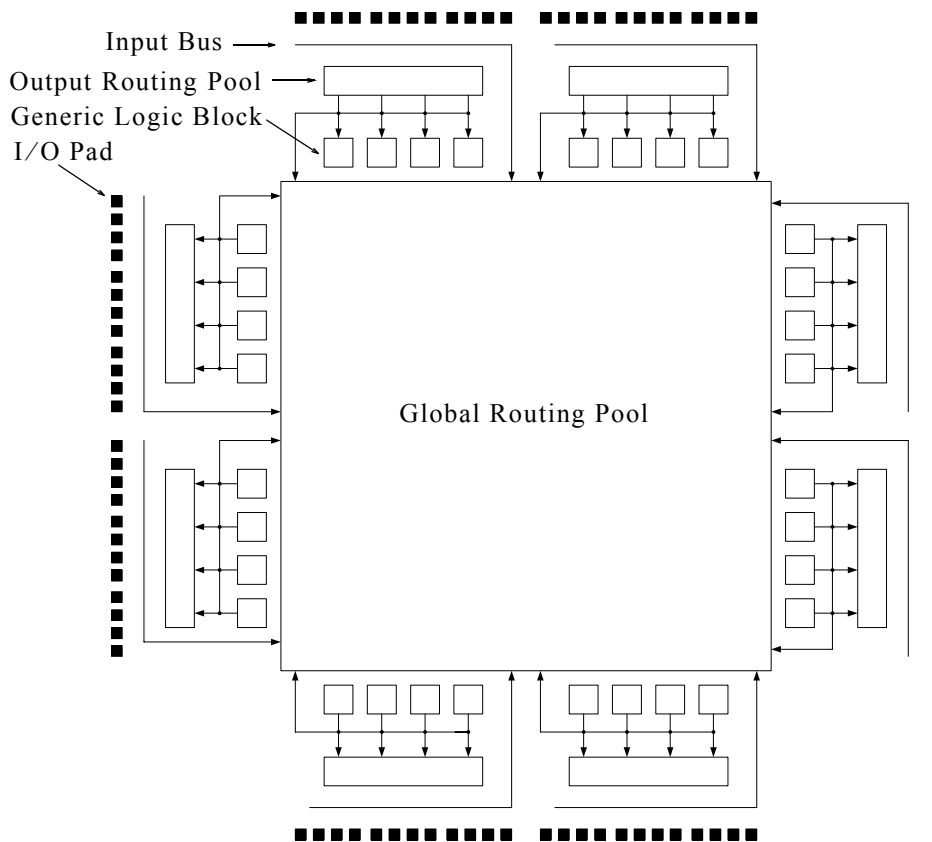 Input Bus
Output Routing Pool
Generic Logic Block
I/O Pad
Global Routing Pool